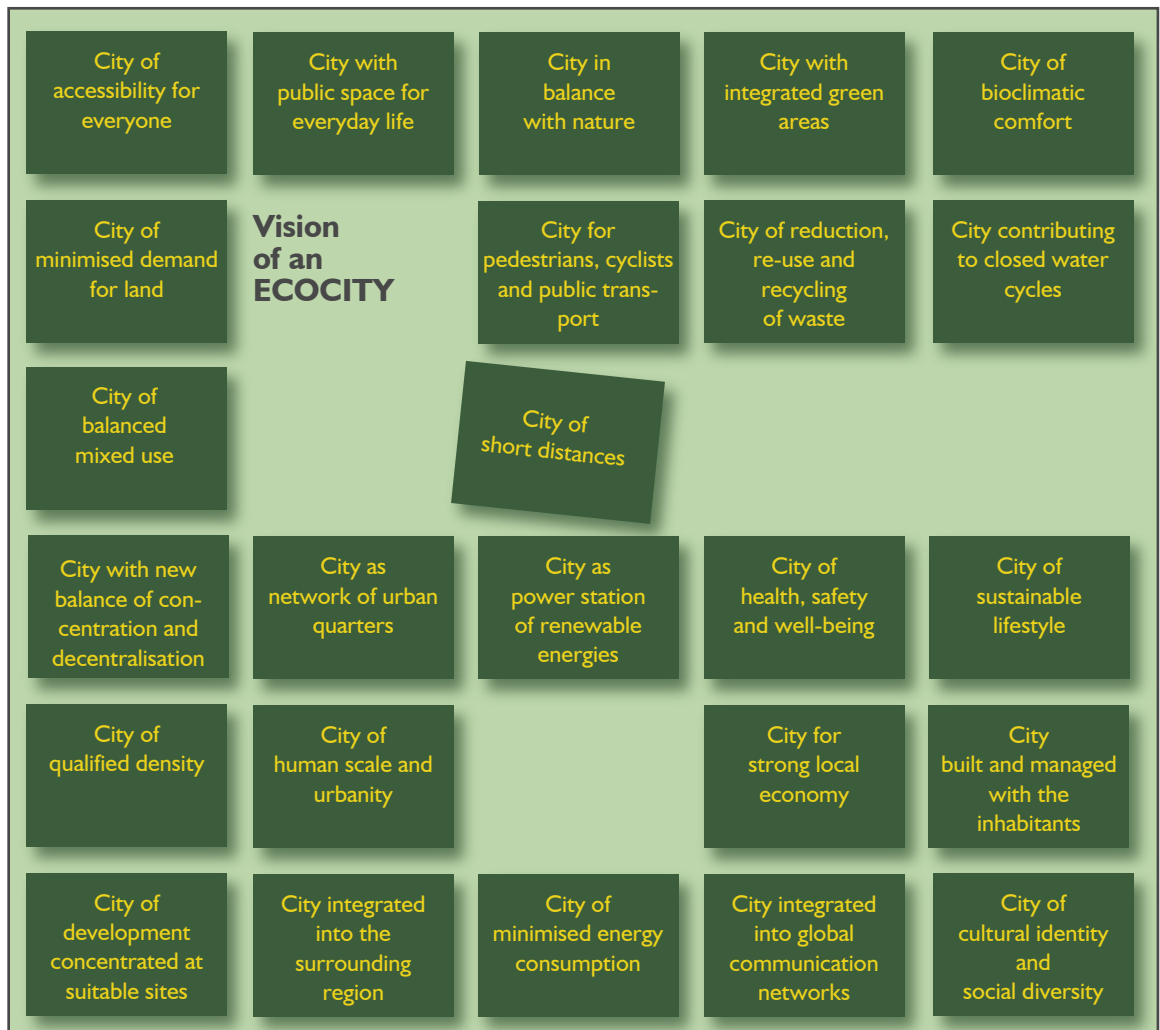 City of
accessibility for
everyone
City with
public space for
everyday life
City in
balance
with nature
City with
integrated green
areas
City of
bioclimatic
comfort
City of
minimised demand
for land
Vision
of an
ECOCITY
City for
pedestrians, cyclists
and public trans-
port
City of reduction,
re-use and
recycling
of waste
City contributing
to closed water
cycles
City of
balanced
mixed use
City of
short distances
City with new
balance of con-
centration and
decentralisation
City as
network of urban
quarters
City as
power station
of renewable
energies
City of
health, safety
and well-being
City of
sustainable
lifestyle
City of
qualified density
City of
human scale and
urbanity
City for
strong local
economy
City
built and managed
with the
inhabitants
City of
development
concentrated at
suitable sites
City integrated
into the
surrounding
region
City of
minimised energy
consumption
City integrated
into global
communication
networks
City of
cultural identity
and
social diversity